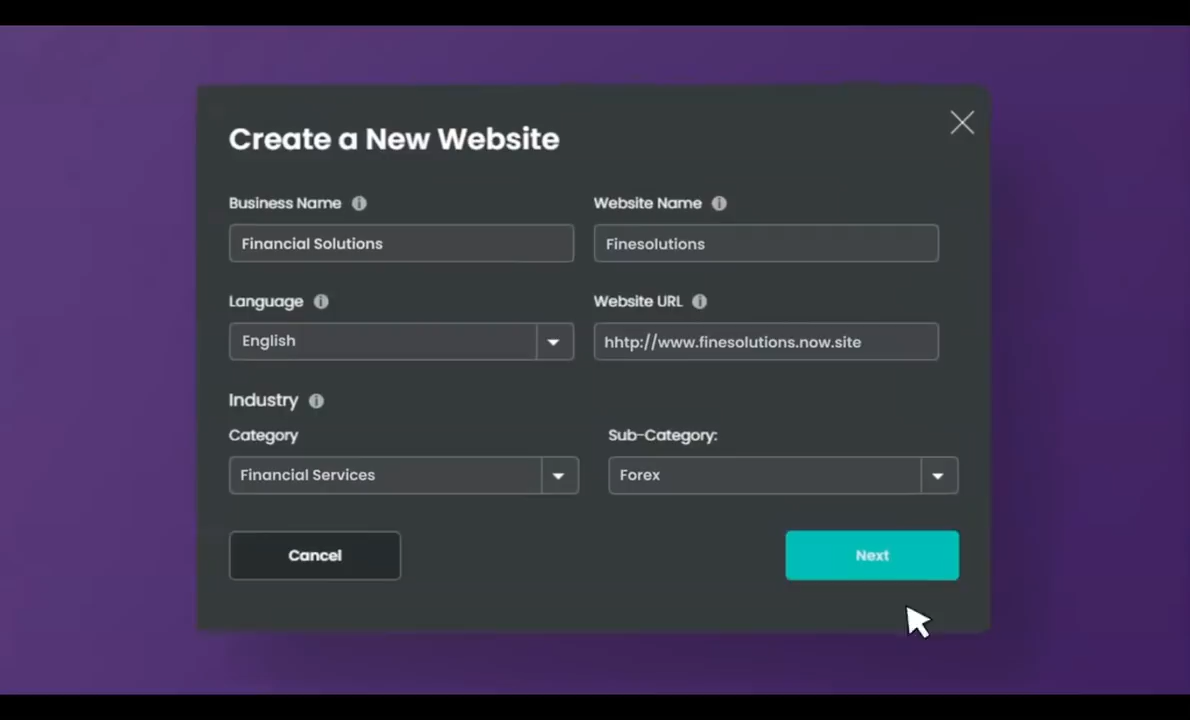 Create a New Website
Business Name
Website Name
Financial Solutions
Finesolutions
Language
Website URL
English
hhtp://www.finesolutions.now.site
Industry
Category
Sub-Category:
Financial Services
Forex
Cancel
Next